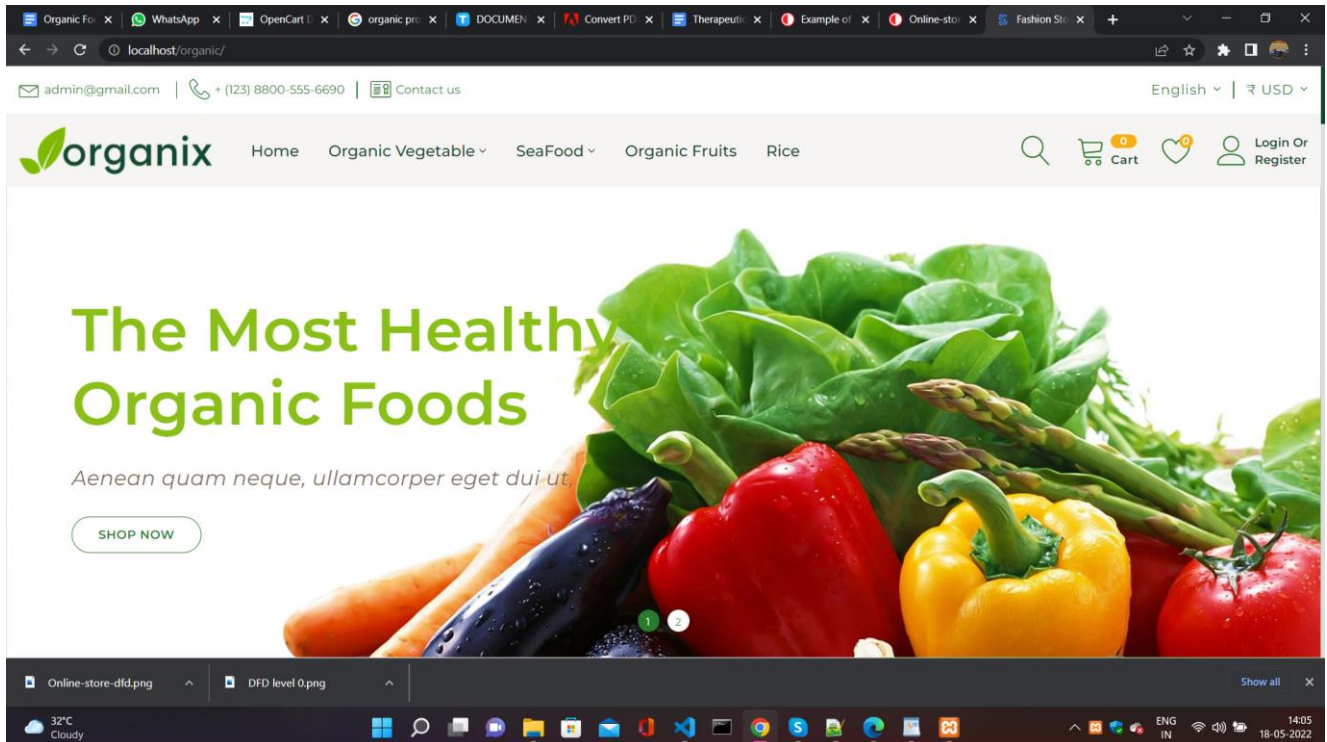 Organic Fo WhatsApp OpenCart D organic pro DOCUMEN Convert PD Therapeutic Example of Online-stor Fashion Sto
localhost/organic/
admin@gmail.com + (123) 8800-555-6690 Contact us English ₹ USD
organix Home Organic Vegetable SeaFood Organic Fruits Rice 0 Cart 0 Login Or Register
The Most Healthy
Organic Foods
Aenean quam neque, ullamcorper eget dui ut,
SHOP NOW
1 2
Online-store-dfd.png DFD level 0.png Show all
32°C ENG 14:05
Cloudy IN 18-05-2022